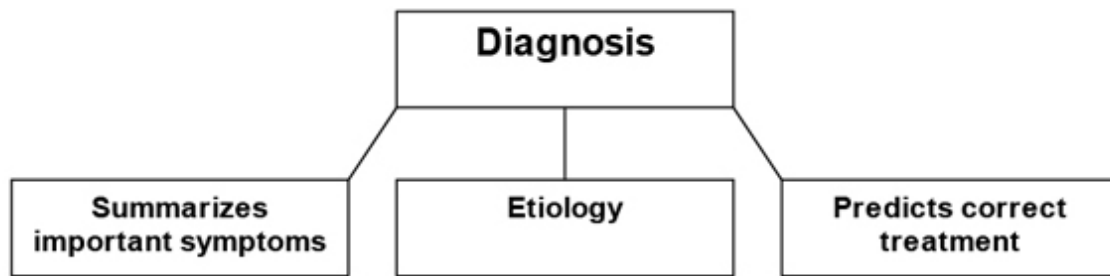 Diagnosis
Summarizes
important symptoms
Etiology
Predicts correct
treatment